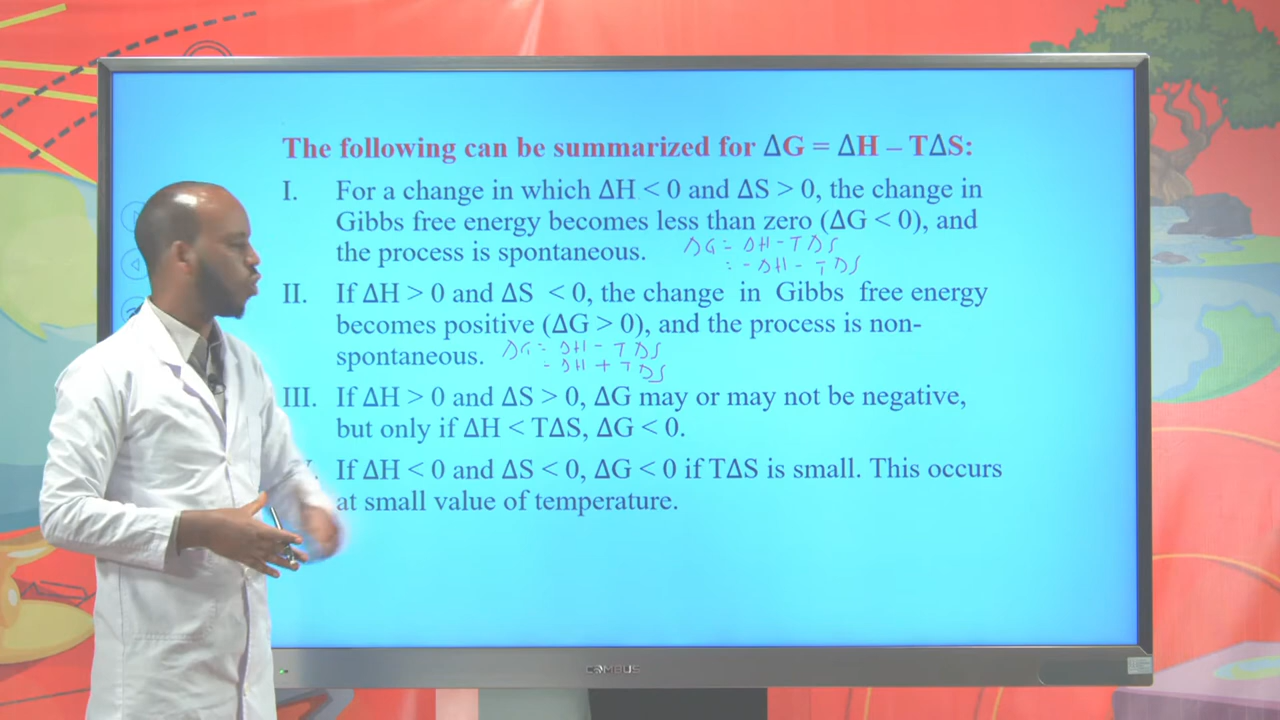 The following can be summarized for ΔG = ΔH – TΔS:
I. For a change in which ΔH < 0 and ΔS > 0, the change in
Gibbs free energy becomes less than zero (ΔG < 0), and
the process is spontaneous. ΔG = ΔH - TΔS
= - ΔH - TΔS
II. If ΔH > 0 and ΔS < 0, the change in Gibbs free energy
becomes positive (ΔG > 0), and the process is non-
spontaneous. ΔG = ΔH - TΔS
= ΔH + TΔS
III. If ΔH > 0 and ΔS > 0, ΔG may or may not be negative,
but only if ΔH < TΔS, ΔG < 0.
If ΔH < 0 and ΔS < 0, ΔG < 0 if TΔS is small. This occurs
at small value of temperature.
COMBUS